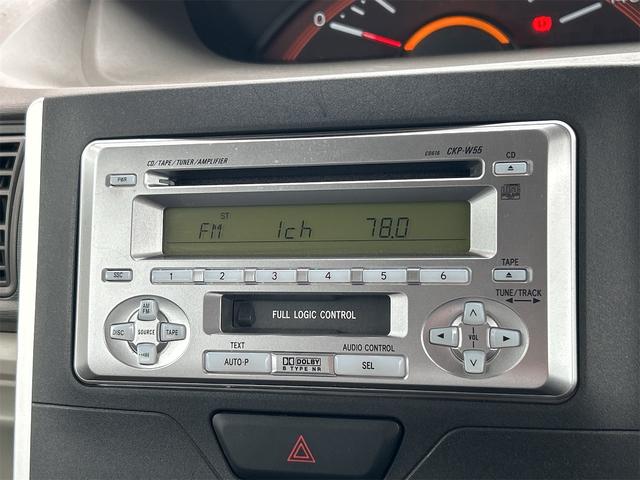 0
CD/TAPE/TUNER/AMPLIFIER
C0616 CKP-W55
CD
PWR
ST
FM 1ch 78.0
TAPE
SSC
1 2 3 4 5 6
TUNE/TRACK
FULL LOGIC CONTROL
AM
FM
DISC SOURCE TAPE
VOL
TEXT
AUDIO CONTROL
AUTO-P
DOLBY
B TYPE NR
SEL